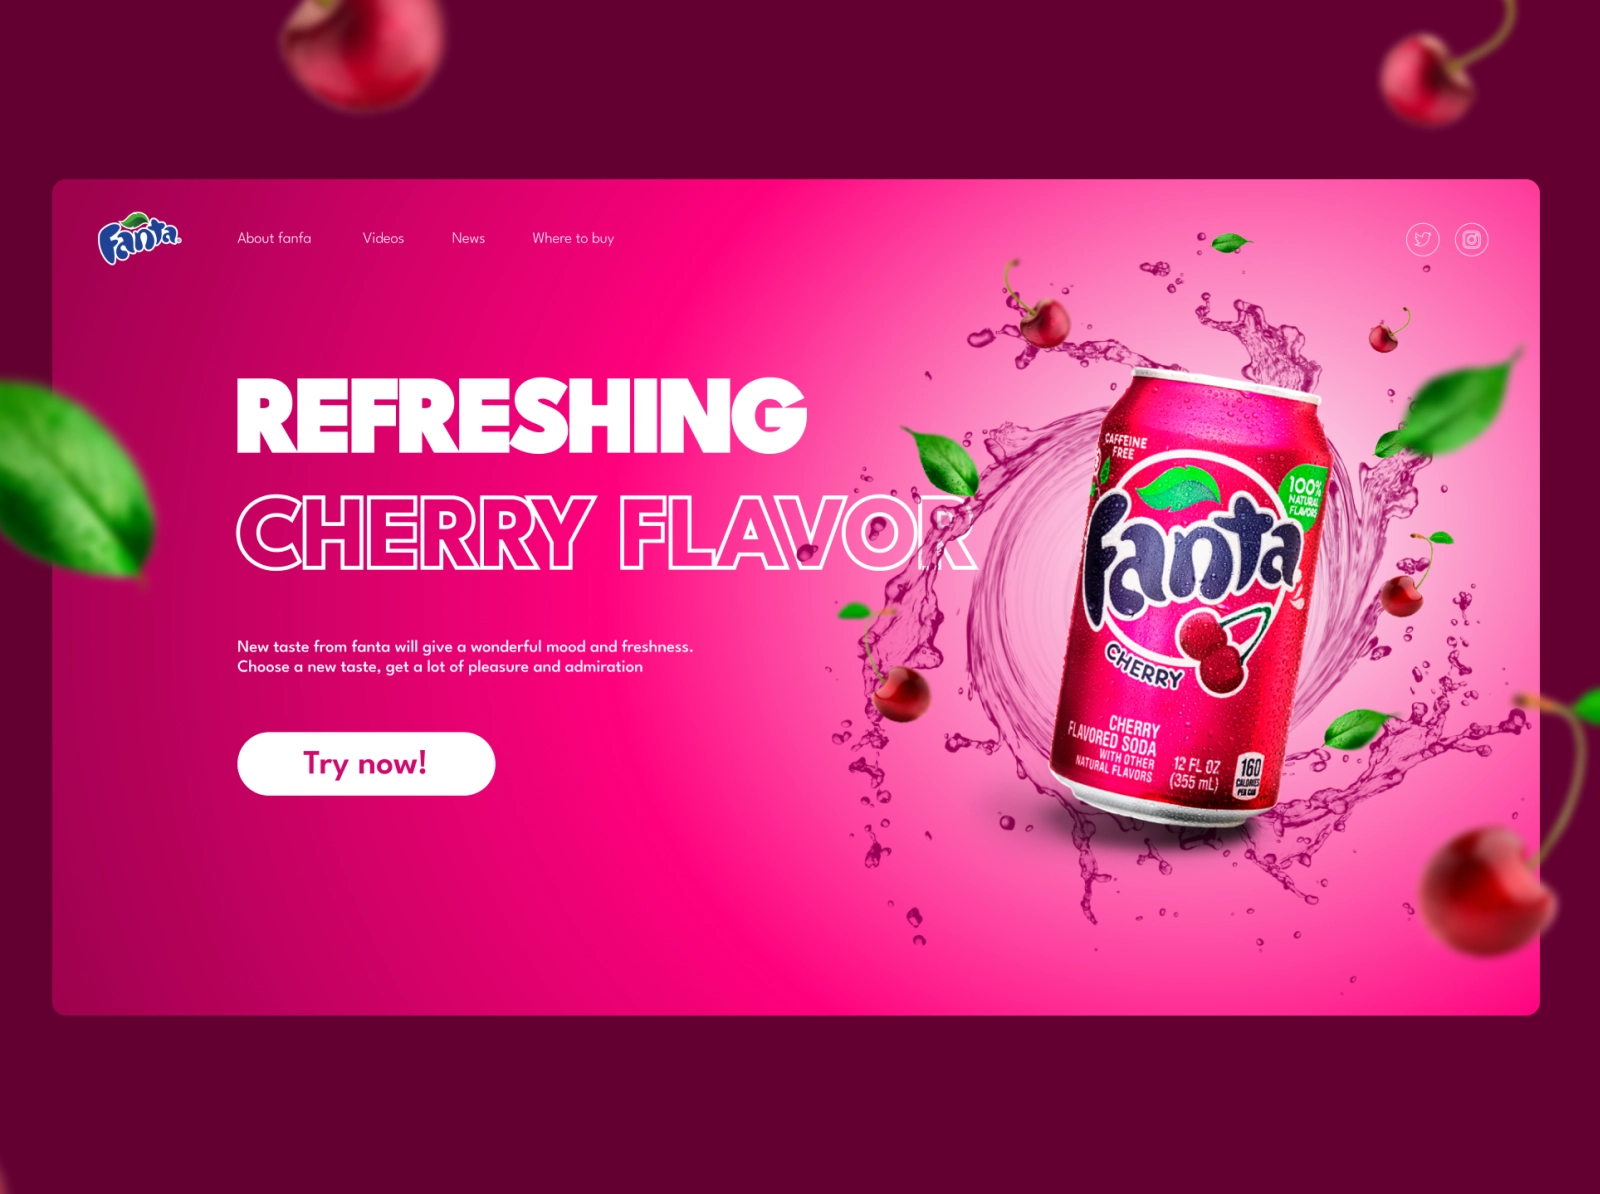 Fanta
About fanfa
Videos
News
Where to buy
REFRESHING
CHERRY FLAVOR
New taste from fanta will give a wonderful mood and freshness.
Choose a new taste, get a lot of pleasure and admiration
Try now!
CAFFEINE
FREE
100%
NATURAL
FLAVORS
fanta
CHERRY
CHERRY
FLAVORED SODA
WITH OTHER
NATURAL FLAVORS
12 FL OZ
(355 mL)
160
CALORIES
PER CAN